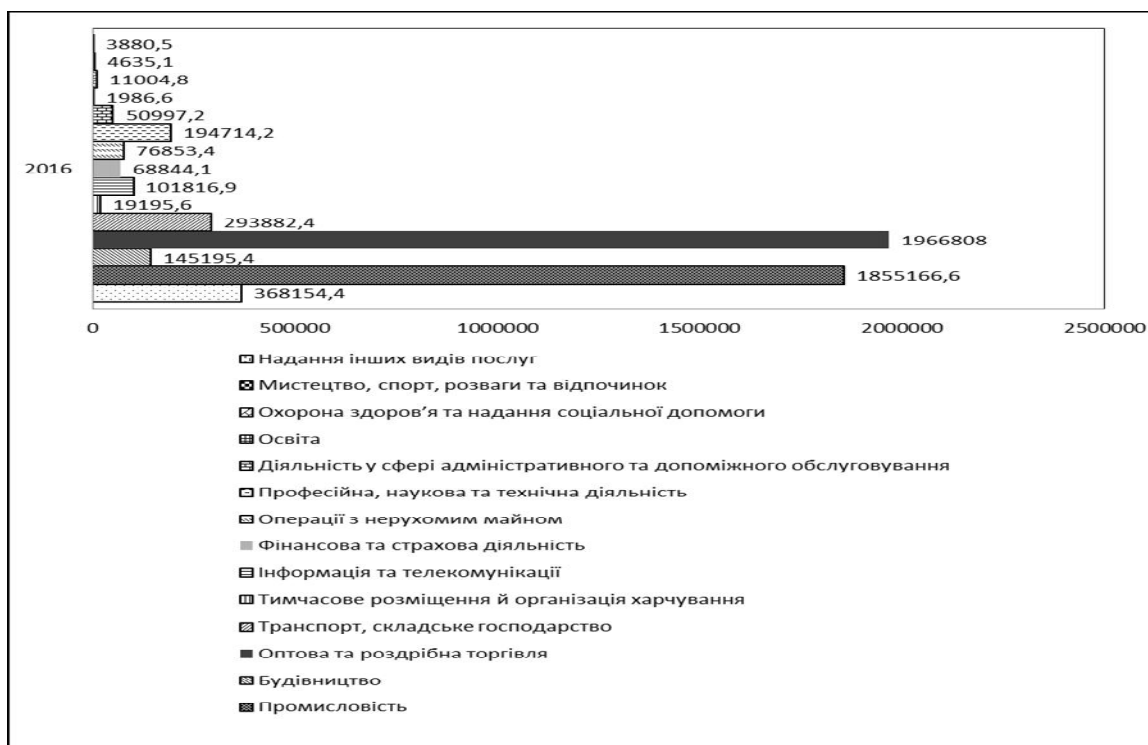 3880,5
4635,1
11004,8
1986,6
50997,2
194714,2
76853,4
2016
68844,1
101816,9
19195,6
293882,4
1966808
145195,4
1855166,6
368154,4
0 500000 1000000 1500000 2000000 2500000
Надання інших видів послуг
Мистецтво, спорт, розваги та відпочинок
Охорона здоров’я та надання соціальної допомоги
Освіта
Діяльність у сфері адміністративного та допоміжного обслуговування
Професійна, наукова та технічна діяльність
Операції з нерухомим майном
Фінансова та страхова діяльність
Інформація та телекомунікації
Тимчасове розміщення й організація харчування
Транспорт, складське господарство
Оптова та роздрібна торгівля
Будівництво
Промисловість